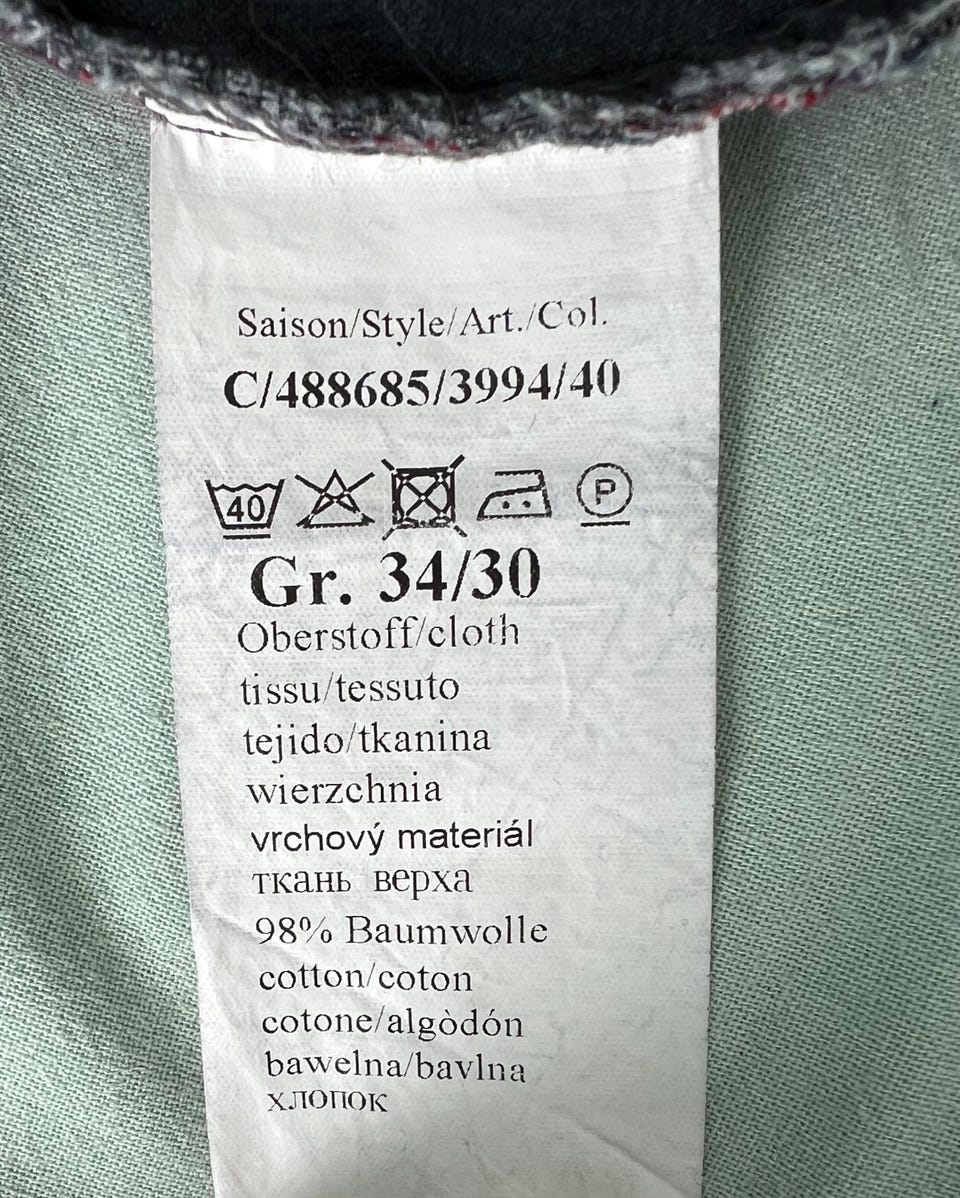 Saison/Style/Art./Col.
C/488685/3994/40
40 P
Gr. 34/30
Oberstoff/cloth
tissu/tessuto
tejido/tkanina
wierzchnia
vrchový materiál
ткань верха
98% Baumwolle
cotton/coton
cotone/algòdón
bawelna/bavlna
хлопок